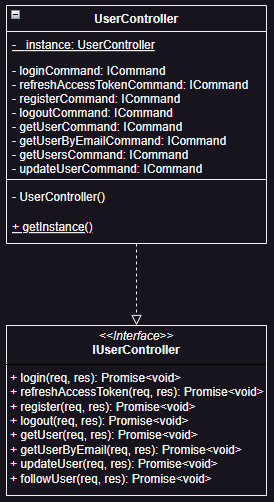 UserController
- _instance: UserController
- loginCommand: ICommand
- refreshAccessTokenCommand: ICommand
- registerCommand: ICommand
- logoutCommand: ICommand
- getUserCommand: ICommand
- getUserByEmailCommand: ICommand
- getUsersCommand: ICommand
- updateUserCommand: ICommand
- UserController()
+ getInstance()
<<Interface>>
IUserController
+ login(req, res): Promise<void>
+ refreshAccessToken(req, res): Promise<void>
+ register(req, res): Promise<void>
+ logout(req, res): Promise<void>
+ getUser(req, res): Promise<void>
+ getUserByEmail(req, res): Promise<void>
+ updateUser(req, res): Promise<void>
+ followUser(req, res): Promise<void>